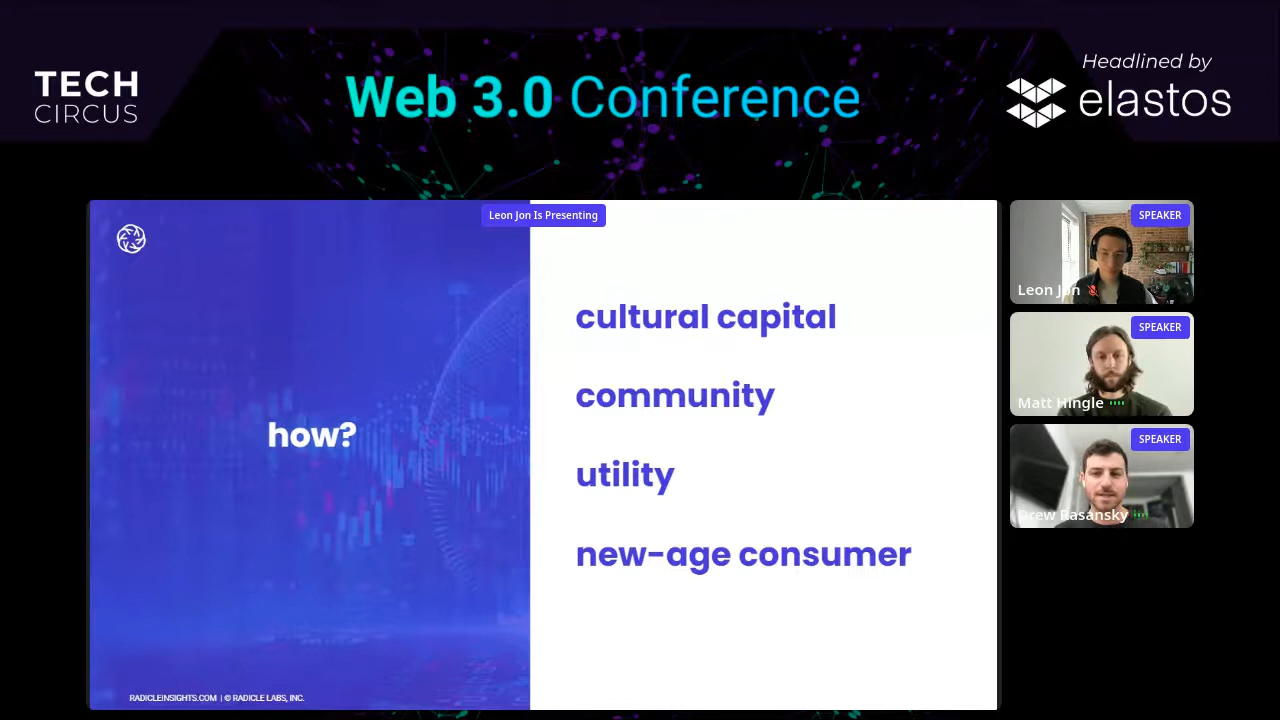 TECH
CIRCUS
Web 3.0 Conference
Headlined by
elastos
Leon Jon Is Presenting
how?
cultural capital
community
utility
new-age consumer
RADICLEINSIGHTS.COM | © RADICLE LABS, INC.
SPEAKER
Leon Jon
SPEAKER
Matt Hingle
SPEAKER
Drew Rasansky